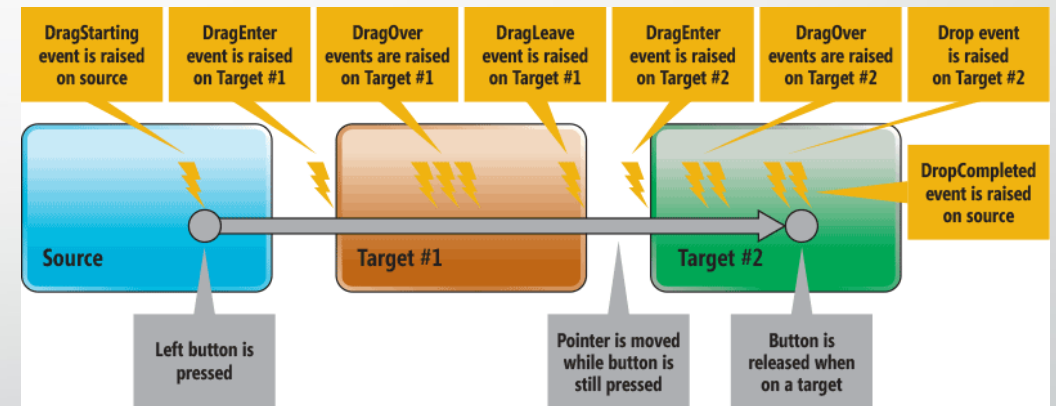 DragStarting
event is raised
on source
DragEnter
event is raised
on Target #1
DragOver
events are raised
on Target #1
DragLeave
event is raised
on Target #1
DragEnter
event is raised
on Target #2
DragOver
events are raised
on Target #2
Drop event
is raised
on Target #2
DropCompleted
event is raised
on source
Source
Target #1
Target #2
Left button is
pressed
Pointer is moved
while button is
still pressed
Button is
released when
on a target